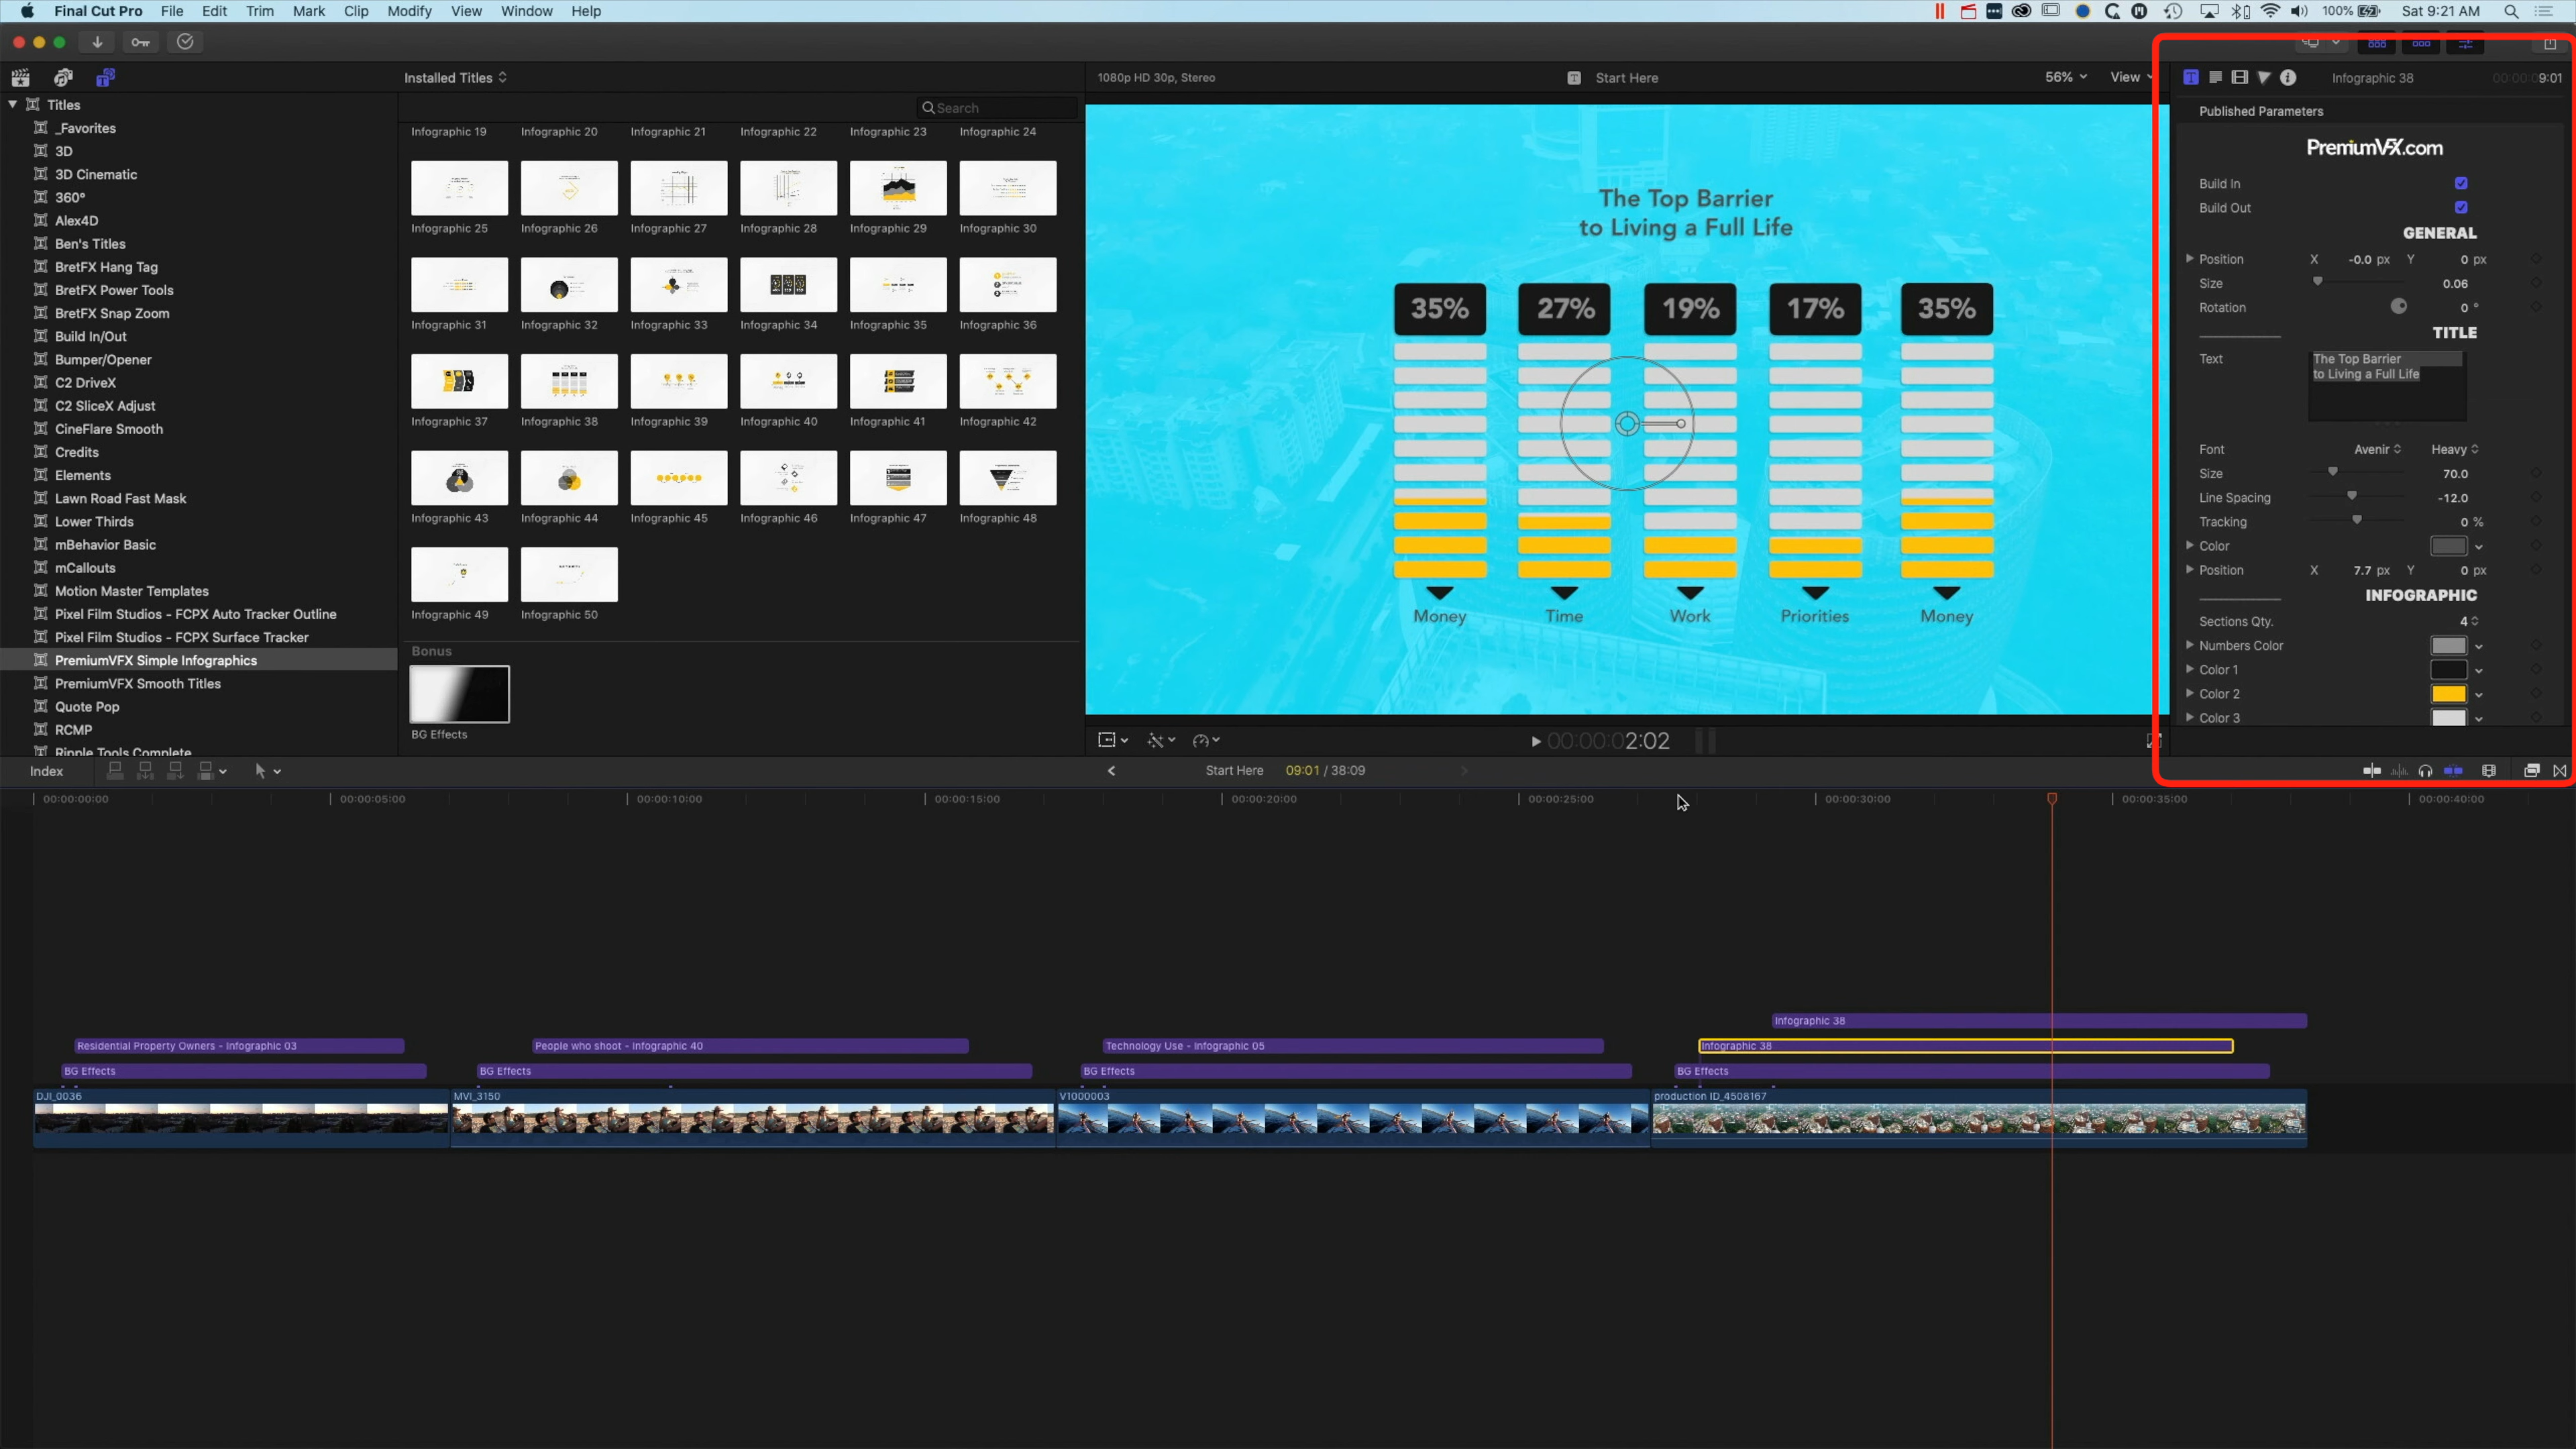 Final Cut Pro File Edit Trim Mark Clip Modify View Window Help 100% Sat 9:21 AM
Installed Titles
1080p HD 30p, Stereo
Start Here
56%
View
Infographic 38
00:00:09:01
Titles
_Favorites
3D
3D Cinematic
360°
Alex4D
Ben's Titles
BretFX Hang Tag
BretFX Power Tools
BretFX Snap Zoom
Build In/Out
Bumper/Opener
C2 DriveX
C2 SliceX Adjust
CineFlare Smooth
Credits
Elements
Lawn Road Fast Mask
Lower Thirds
mBehavior Basic
mCallouts
Motion Master Templates
Pixel Film Studios - FCPX Auto Tracker Outline
Pixel Film Studios - FCPX Surface Tracker
PremiumVFX Simple Infographics
PremiumVFX Smooth Titles
Quote Pop
RCMP
Ripple Tools Complete
Search
Infographic 19 Infographic 20 Infographic 21 Infographic 22 Infographic 23 Infographic 24
Infographic 25 Infographic 26 Infographic 27 Infographic 28 Infographic 29 Infographic 30
Infographic 31 Infographic 32 Infographic 33 Infographic 34 Infographic 35 Infographic 36
Infographic 37 Infographic 38 Infographic 39 Infographic 40 Infographic 41 Infographic 42
Infographic 43 Infographic 44 Infographic 45 Infographic 46 Infographic 47 Infographic 48
Infographic 49 Infographic 50
Bonus
BG Effects
The Top Barrier
to Living a Full Life
35% 27% 19% 17% 35%
Money Time Work Priorities Money
00:00:02:02
Published Parameters
PremiumVFX.com
Build In
Build Out
GENERAL
Position X -0.0 px Y 0 px
Size 0.06
Rotation 0 °
TITLE
Text The Top Barrier
to Living a Full Life
Font Avenir Heavy
Size 70.0
Line Spacing -12.0
Tracking 0 %
Color
Position X 7.7 px Y 0 px
INFOGRAPHIC
Sections Qty. 4
Numbers Color
Color 1
Color 2
Color 3
Index
Start Here 09:01 / 38:09
00:00:00:00 00:00:05:00 00:00:10:00 00:00:15:00 00:00:20:00 00:00:25:00 00:00:30:00 00:00:35:00 00:00:40:00
Infographic 38
Residential Property Owners - Infographic 03 People who shoot - Infographic 40 Technology Use - Infographic 05 Infographic 38
BG Effects BG Effects BG Effects BG Effects
DJI_0036 MVI_3150 V1000003 production ID_4508167